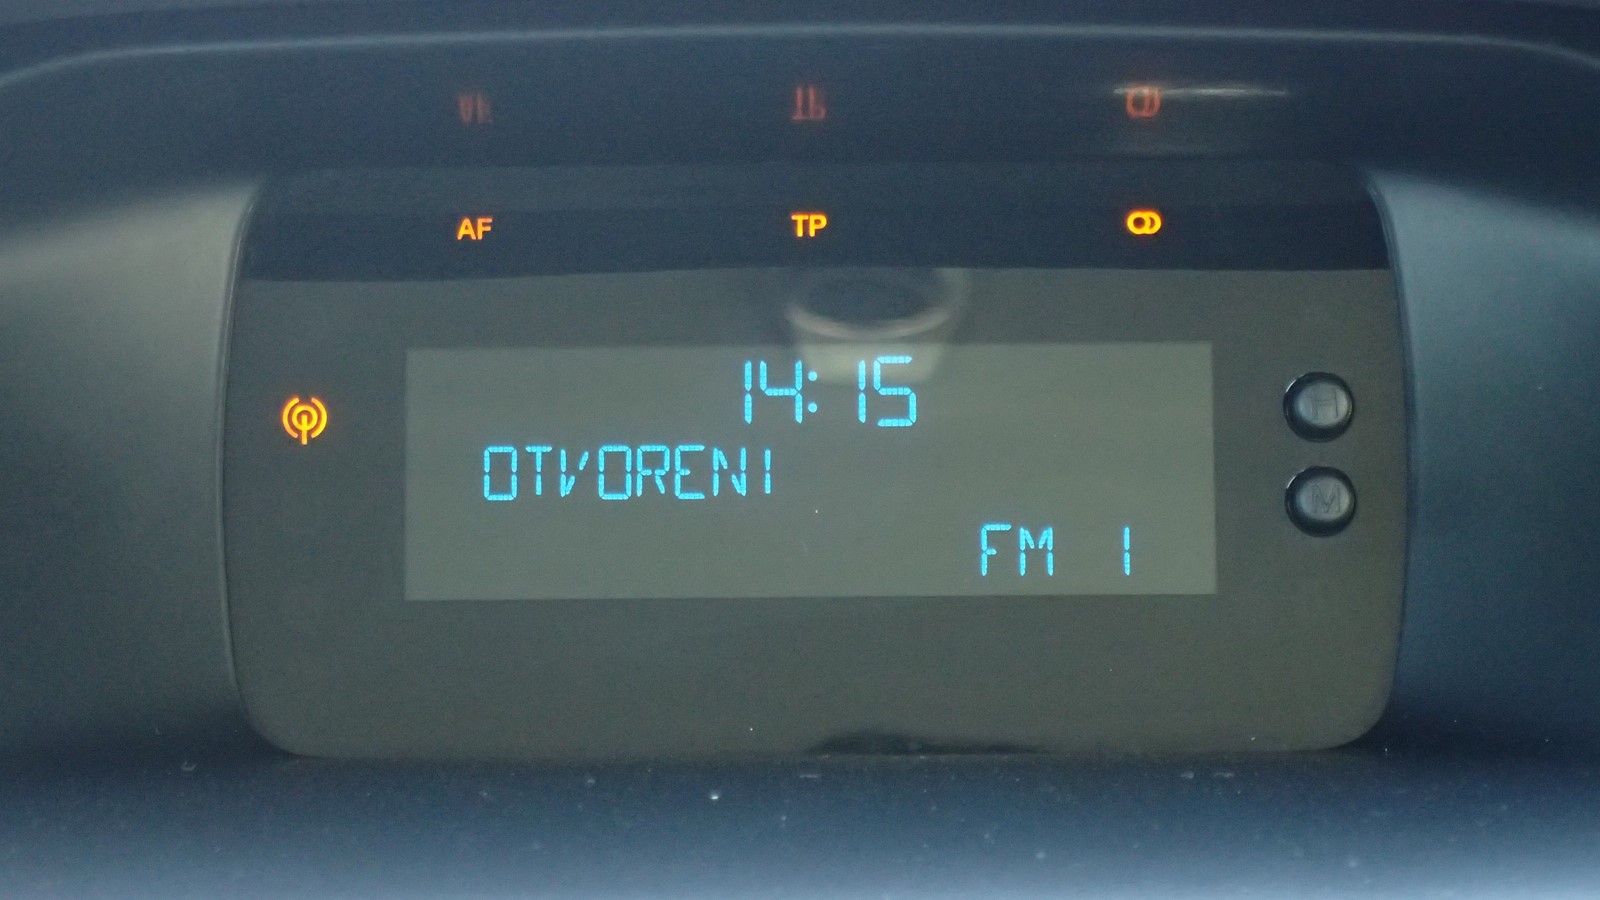 AF TP
14:15
OTVORENI
FM 1
H
M